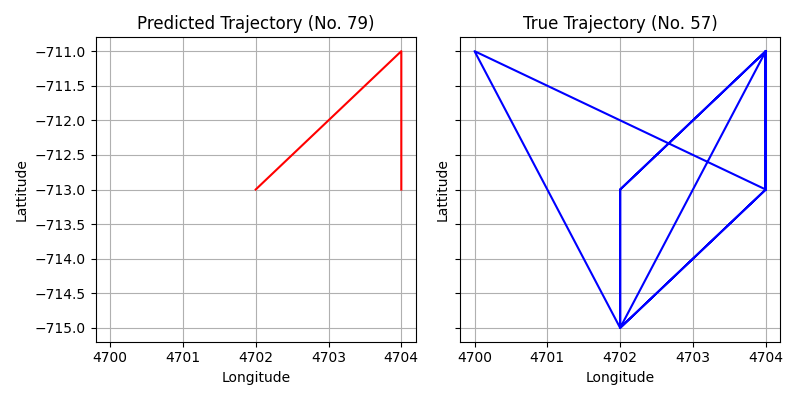 Predicted Trajectory (No. 79)
True Trajectory (No. 57)
Lattitude
−711.0
−711.5
−712.0
−712.5
−713.0
−713.5
−714.0
−714.5
−715.0
4700 4701 4702 4703 4704
Longitude
Lattitude
4700 4701 4702 4703 4704
Longitude